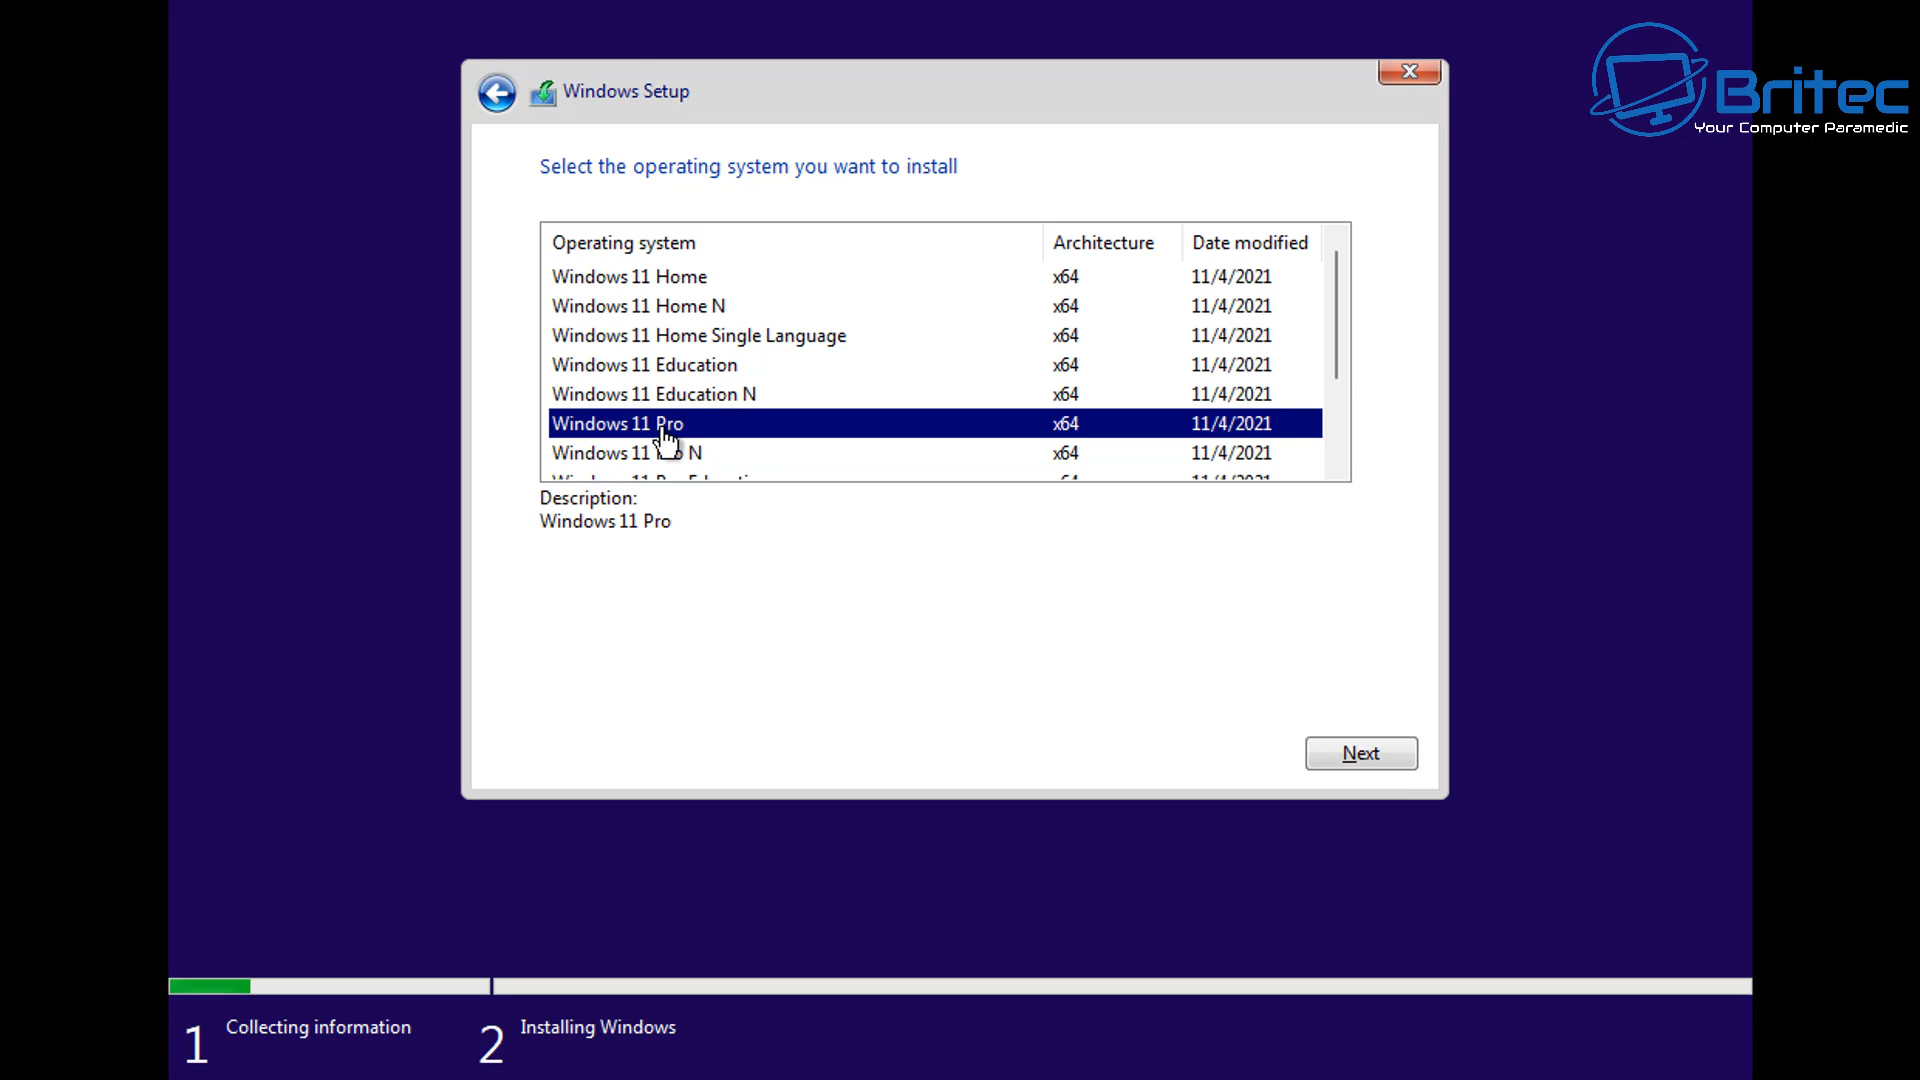 Britec
Your Computer Paramedic
Windows Setup
Select the operating system you want to install
Operating system Architecture Date modified
Windows 11 Home x64 11/4/2021
Windows 11 Home N x64 11/4/2021
Windows 11 Home Single Language x64 11/4/2021
Windows 11 Education x64 11/4/2021
Windows 11 Education N x64 11/4/2021
Windows 11 Pro x64 11/4/2021
Windows 11 Pro N x64 11/4/2021
Description:
Windows 11 Pro
Next
1 Collecting information
2 Installing Windows